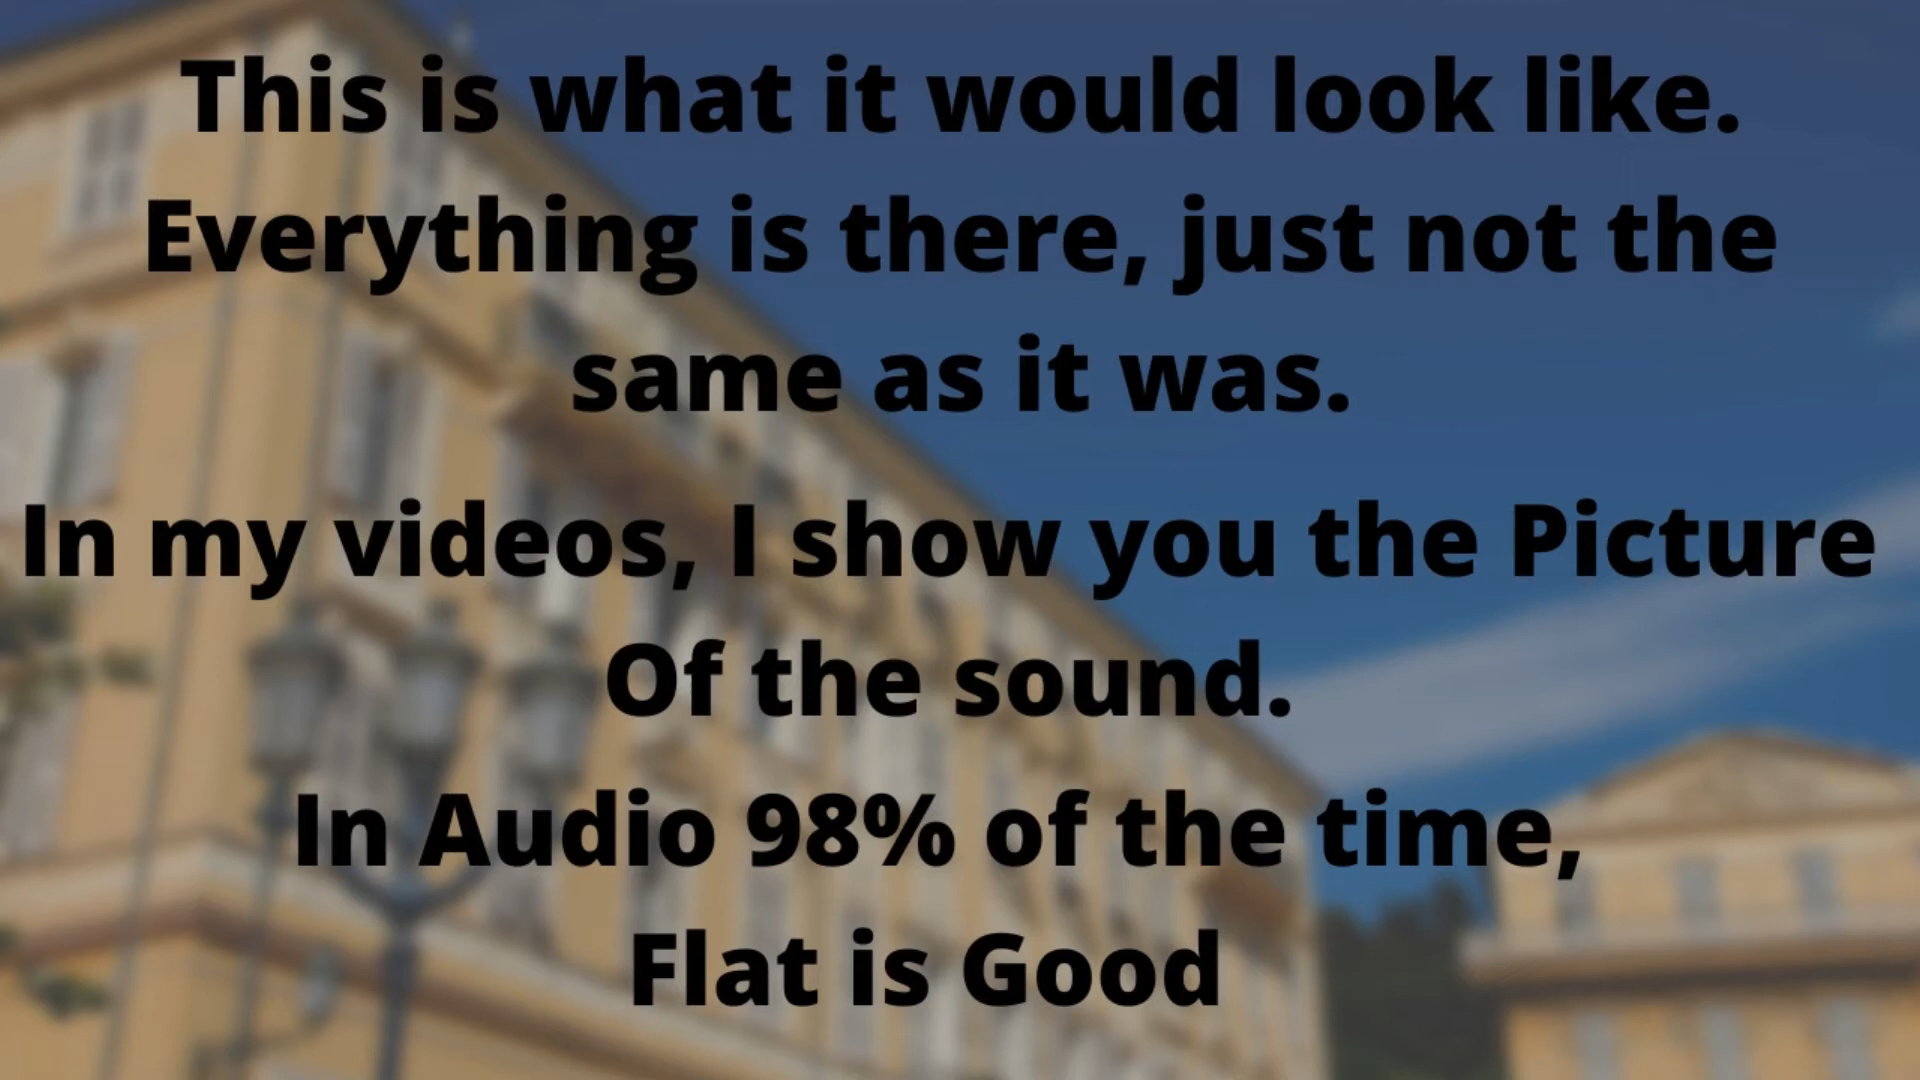 This is what it would look like.
Everything is there, just not the
same as it was.
In my videos, I show you the Picture
Of the sound.
In Audio 98% of the time,
Flat is Good